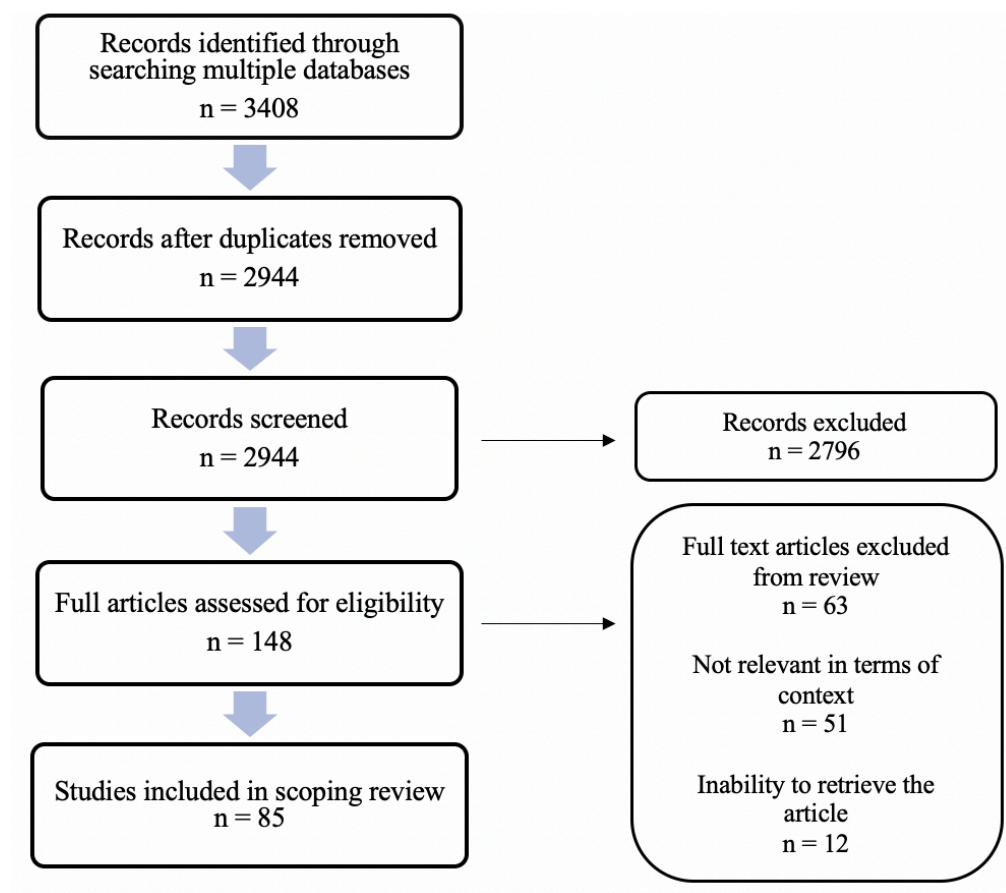 Records identified through
searching multiple databases
n = 3408
Records after duplicates removed
n = 2944
Records screened
n = 2944
Records excluded
n = 2796
Full articles assessed for eligibility
n = 148
Full text articles excluded
from review
n = 63
Not relevant in terms of
context
n = 51
Inability to retrieve the
article
n = 12
Studies included in scoping review
n = 85